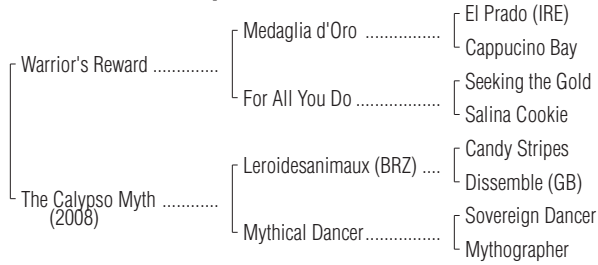 El Prado (IRE)
Medaglia d'Oro ................
Cappucino Bay
Warrior's Reward ..............
Seeking the Gold
For All You Do ..................
Salina Cookie
Candy Stripes
Leroidesanimaux (BRZ) ....
Dissemble (GB)
The Calypso Myth ............
(2008)
Sovereign Dancer
Mythical Dancer................
Mythographer